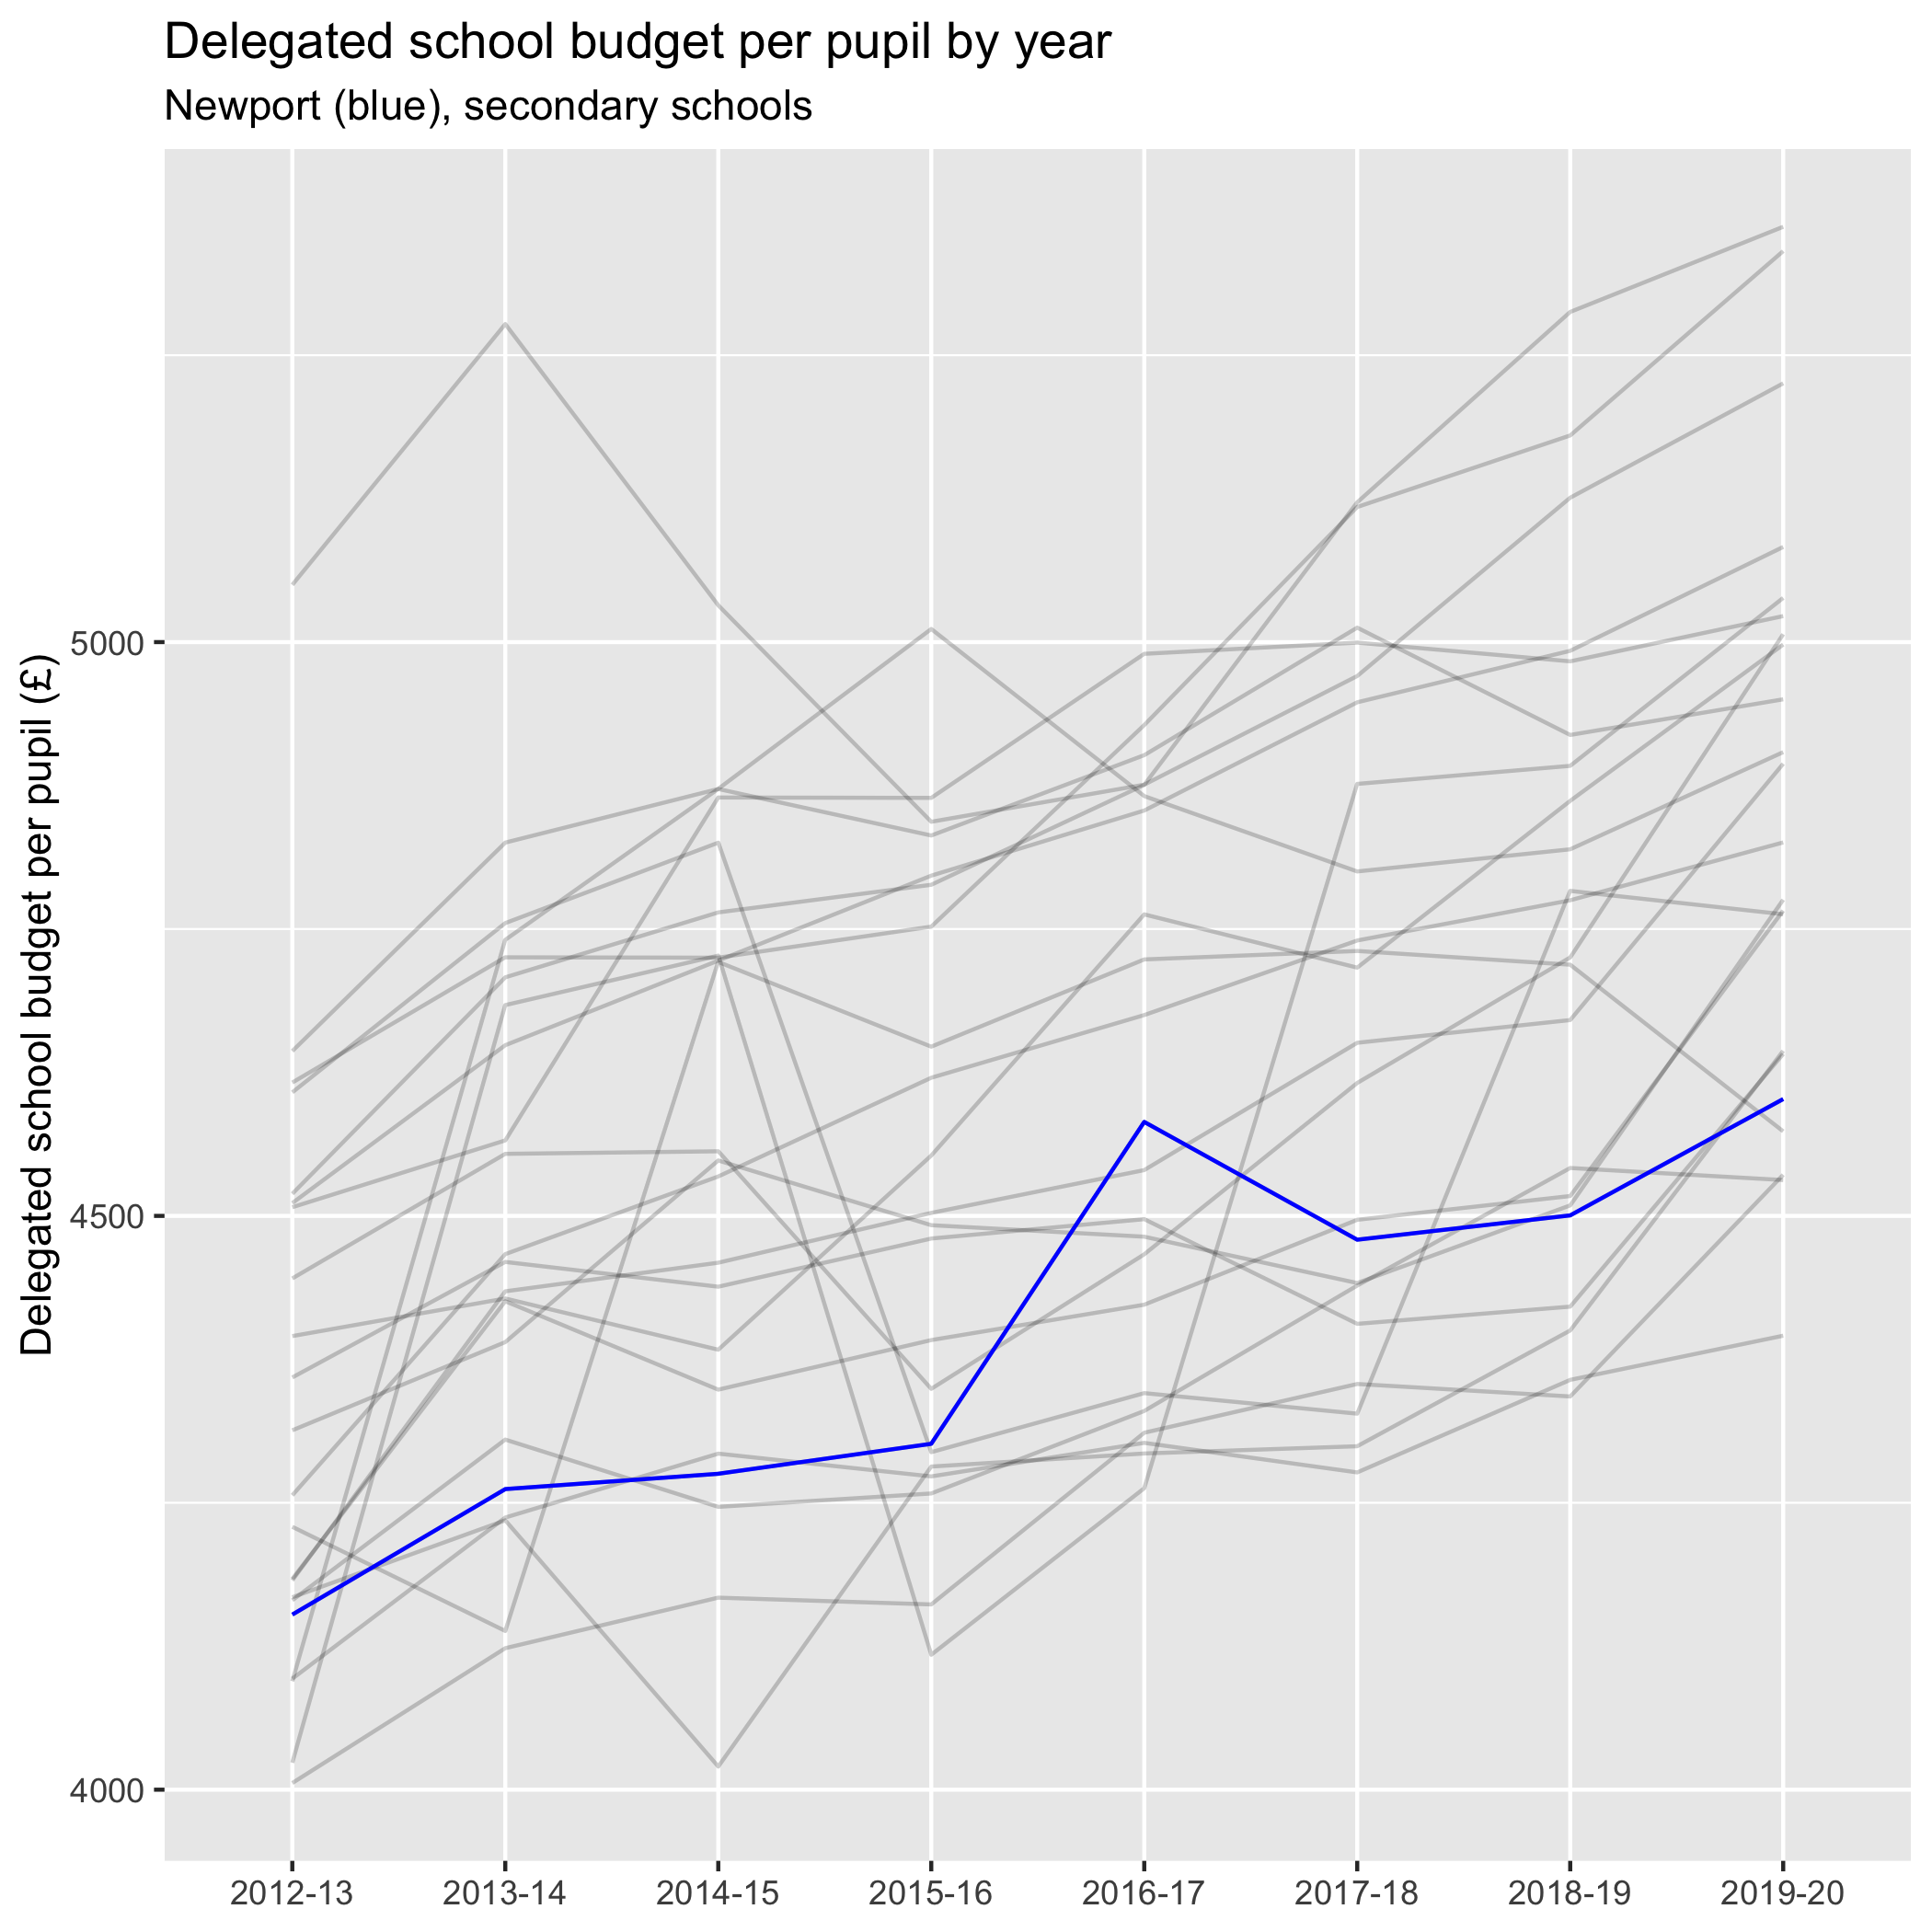 Delegated school budget per pupil by year
Newport (blue), secondary schools
Delegated school budget per pupil (£)
5000
4500
4000
2012-13 2013-14 2014-15 2015-16 2016-17 2017-18 2018-19 2019-20